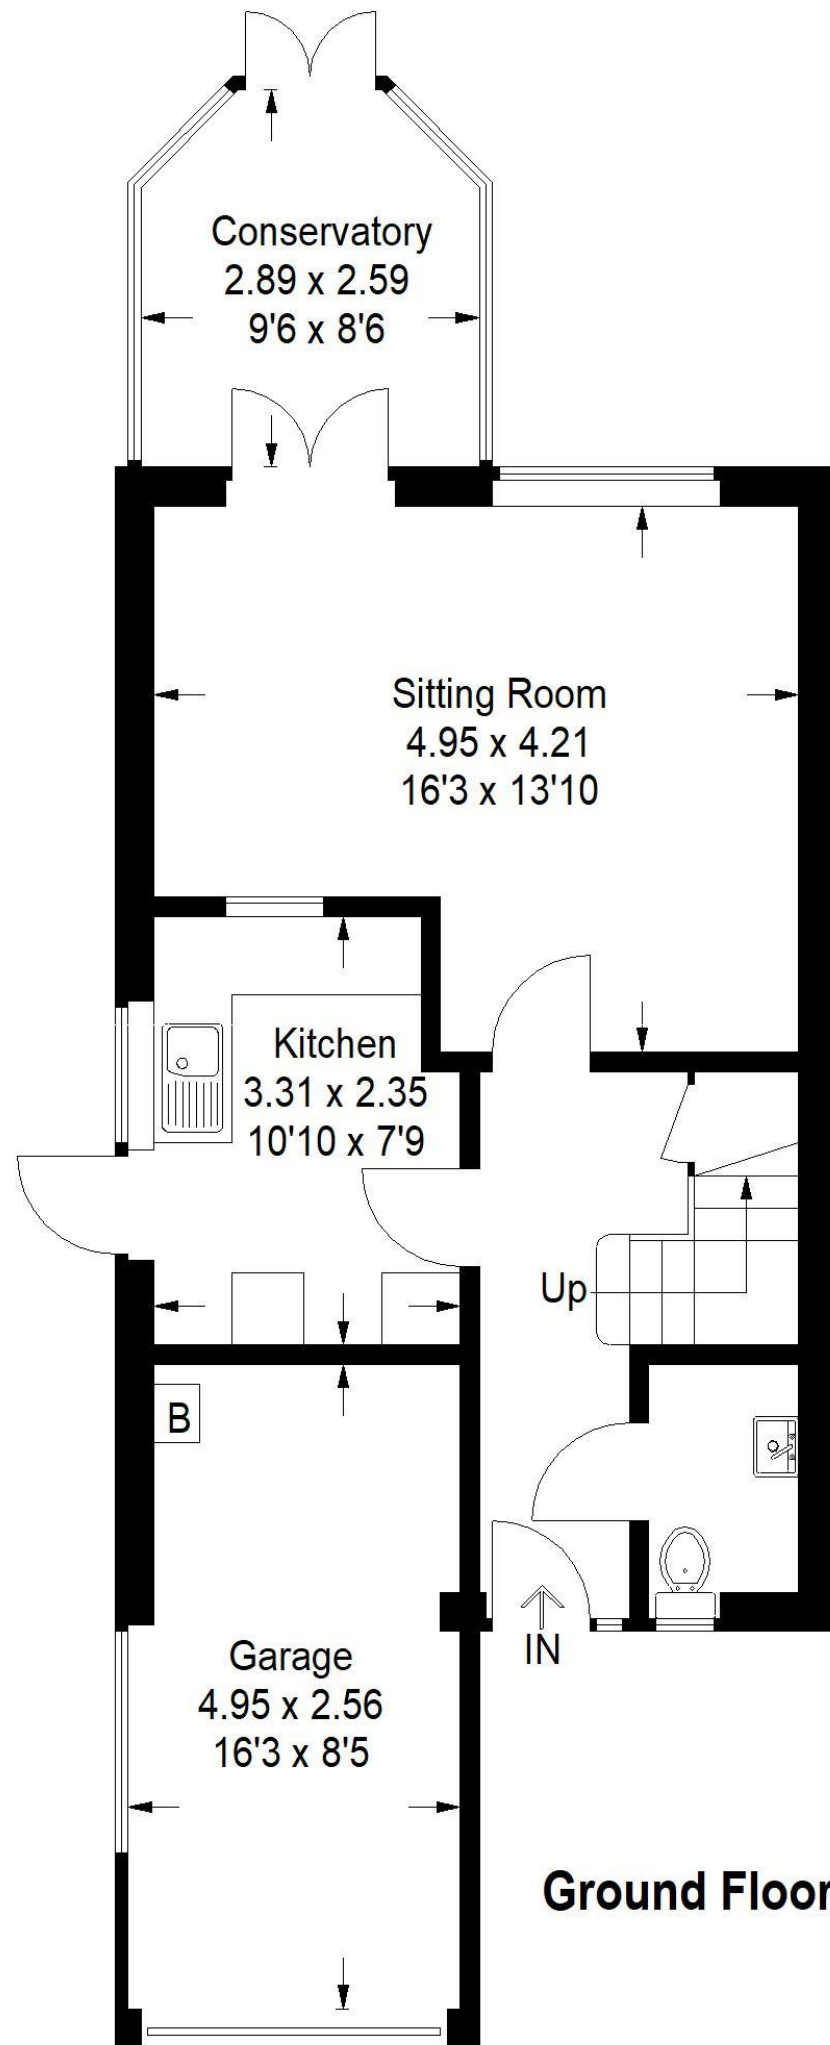 Conservatory
2.89 x 2.59
9'6 x 8'6
Sitting Room
4.95 x 4.21
16'3 x 13'10
Kitchen
3.31 x 2.35
10'10 x 7'9
Up
B
IN
Garage
4.95 x 2.56
16'3 x 8'5
Ground Floor